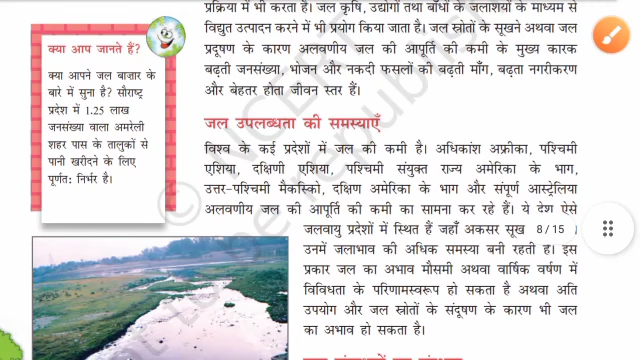 प्रक्रिया में भी करता है। जल कृषि, उद्योगों तथा बाँधों के जलाशयों के माध्यम से
विद्युत उत्पादन करने में भी प्रयोग किया जाता है। जल स्रोतों के सूखने अथवा जल
प्रदूषण के कारण अलवणीय जल की आपूर्ति की कमी के मुख्य कारक
बढ़ती जनसंख्या, भोजन और नकदी फसलों की बढ़ती माँग, बढ़ता नगरीकरण
और बेहतर होता जीवन स्तर हैं।
क्या आप जानते हैं?
क्या आपने जल बाजार के
बारे में सुना है? सौराष्ट्र
प्रदेश में 1.25 लाख
जनसंख्या वाला अमरेली
शहर पास के तालुकों से
पानी खरीदने के लिए
पूर्णत: निर्भर है।
जल उपलब्धता की समस्याएँ
विश्व के कई प्रदेशों में जल की कमी है। अधिकांश अफ्रीका, पश्चिमी
एशिया, दक्षिणी एशिया, पश्चिमी संयुक्त राज्य अमेरिका के भाग,
उत्तर-पश्चिमी मैक्सिको, दक्षिण अमेरिका के भाग और संपूर्ण आस्ट्रेलिया
अलवणीय जल की आपूर्ति की कमी का सामना कर रहे हैं। ये देश ऐसे
जलवायु प्रदेशों में स्थित हैं जहाँ अकसर सूख
8/15
उनमें जलाभाव की अधिक समस्या बनी रहती है। इस
प्रकार जल का अभाव मौसमी अथवा वार्षिक वर्षण में
विविधता के परिणामस्वरूप हो सकता है अथवा अति
उपयोग और जल स्रोतों के संदूषण के कारण भी जल
का अभाव हो सकता है।
© NCERT